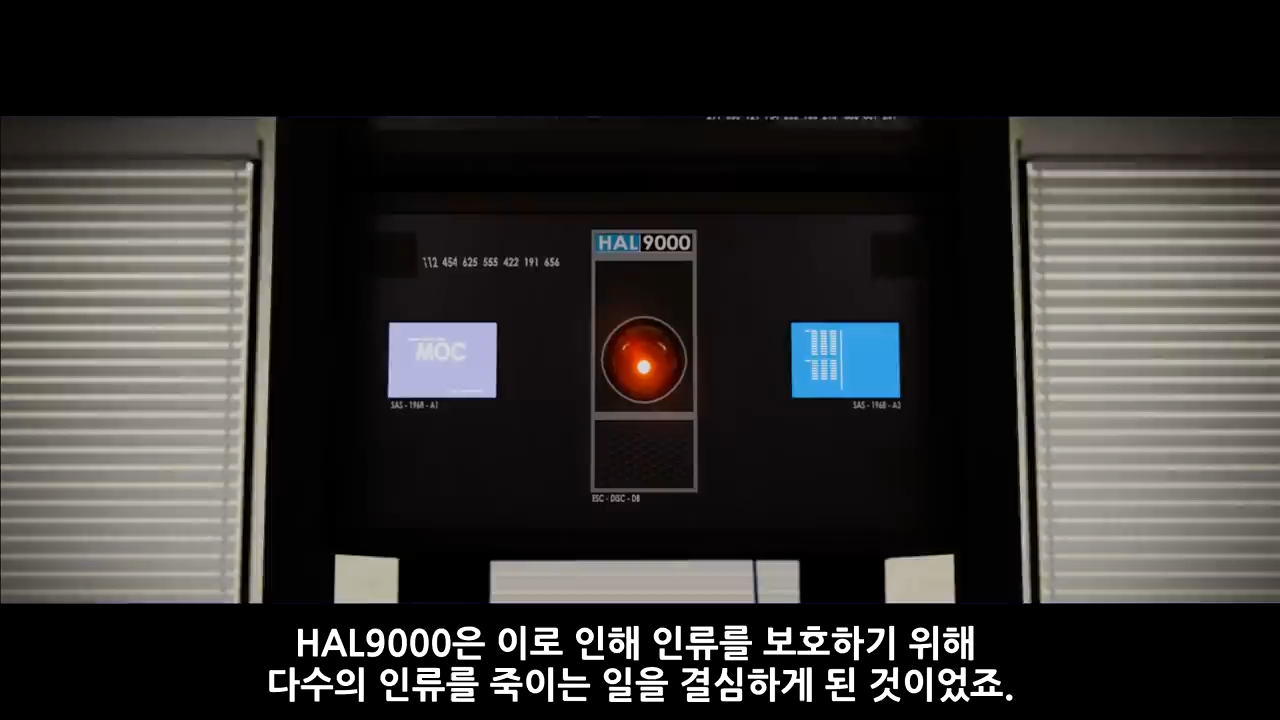 HAL9000
112 454 625 555 422 191 656
MOC
SAS - 1968 - A1
SAS - 1968 - A3
ESC - DISC - DB
HAL9000은 이로 인해 인류를 보호하기 위해
다수의 인류를 죽이는 일을 결심하게 된 것이었죠.